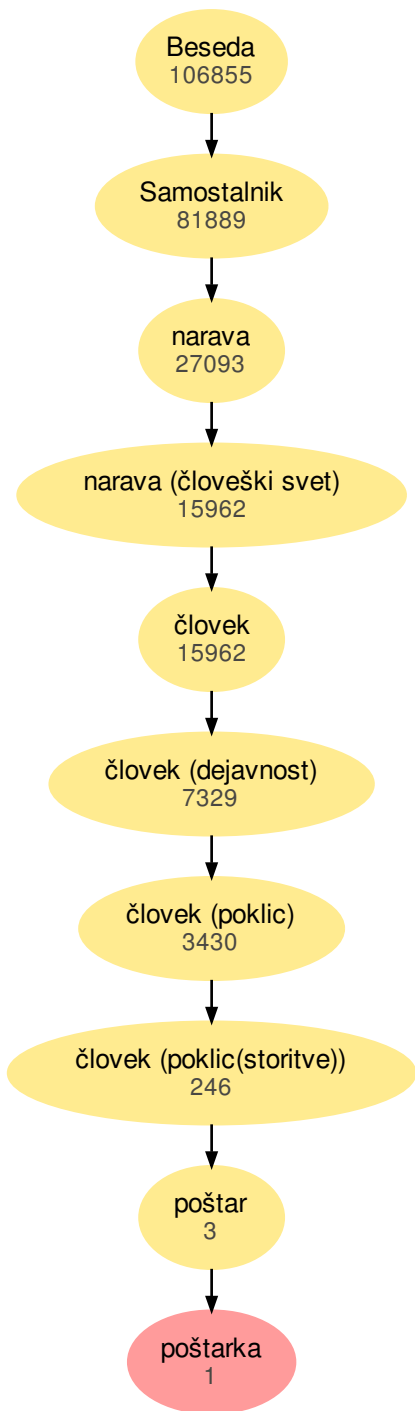 Beseda
106855
Samostalnik
81889
narava
27093
narava (človeški svet)
15962
človek
15962
človek (dejavnost)
7329
človek (poklic)
3430
človek (poklic(storitve))
246
poštar
3
poštarka
1